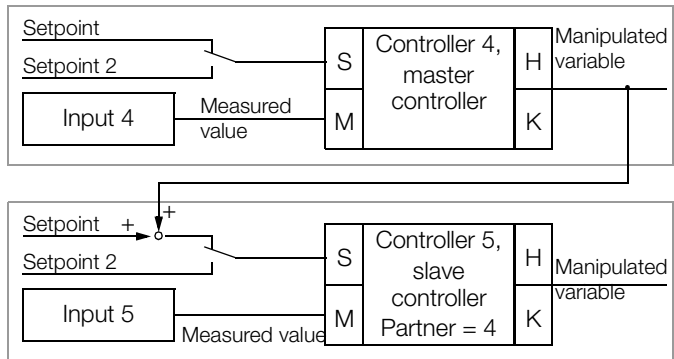 Setpoint
Setpoint 2
Input 4
Measured
value
S
M
Controller 4,
master
controller
H
K
Manipulated
variable
Setpoint
+
+
Setpoint 2
Input 5
Measured value
S
M
Controller 5,
slave
controller
Partner = 4
H
K
Manipulated
variable